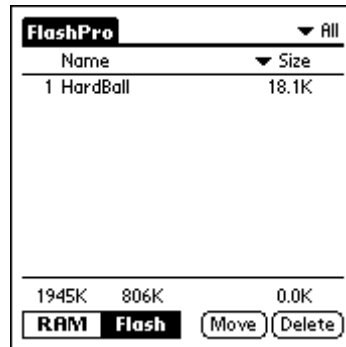 FlashPro All
Name Size
1 HardBall 18.1K
1945K 806K 0.0K
RAM Flash Move Delete